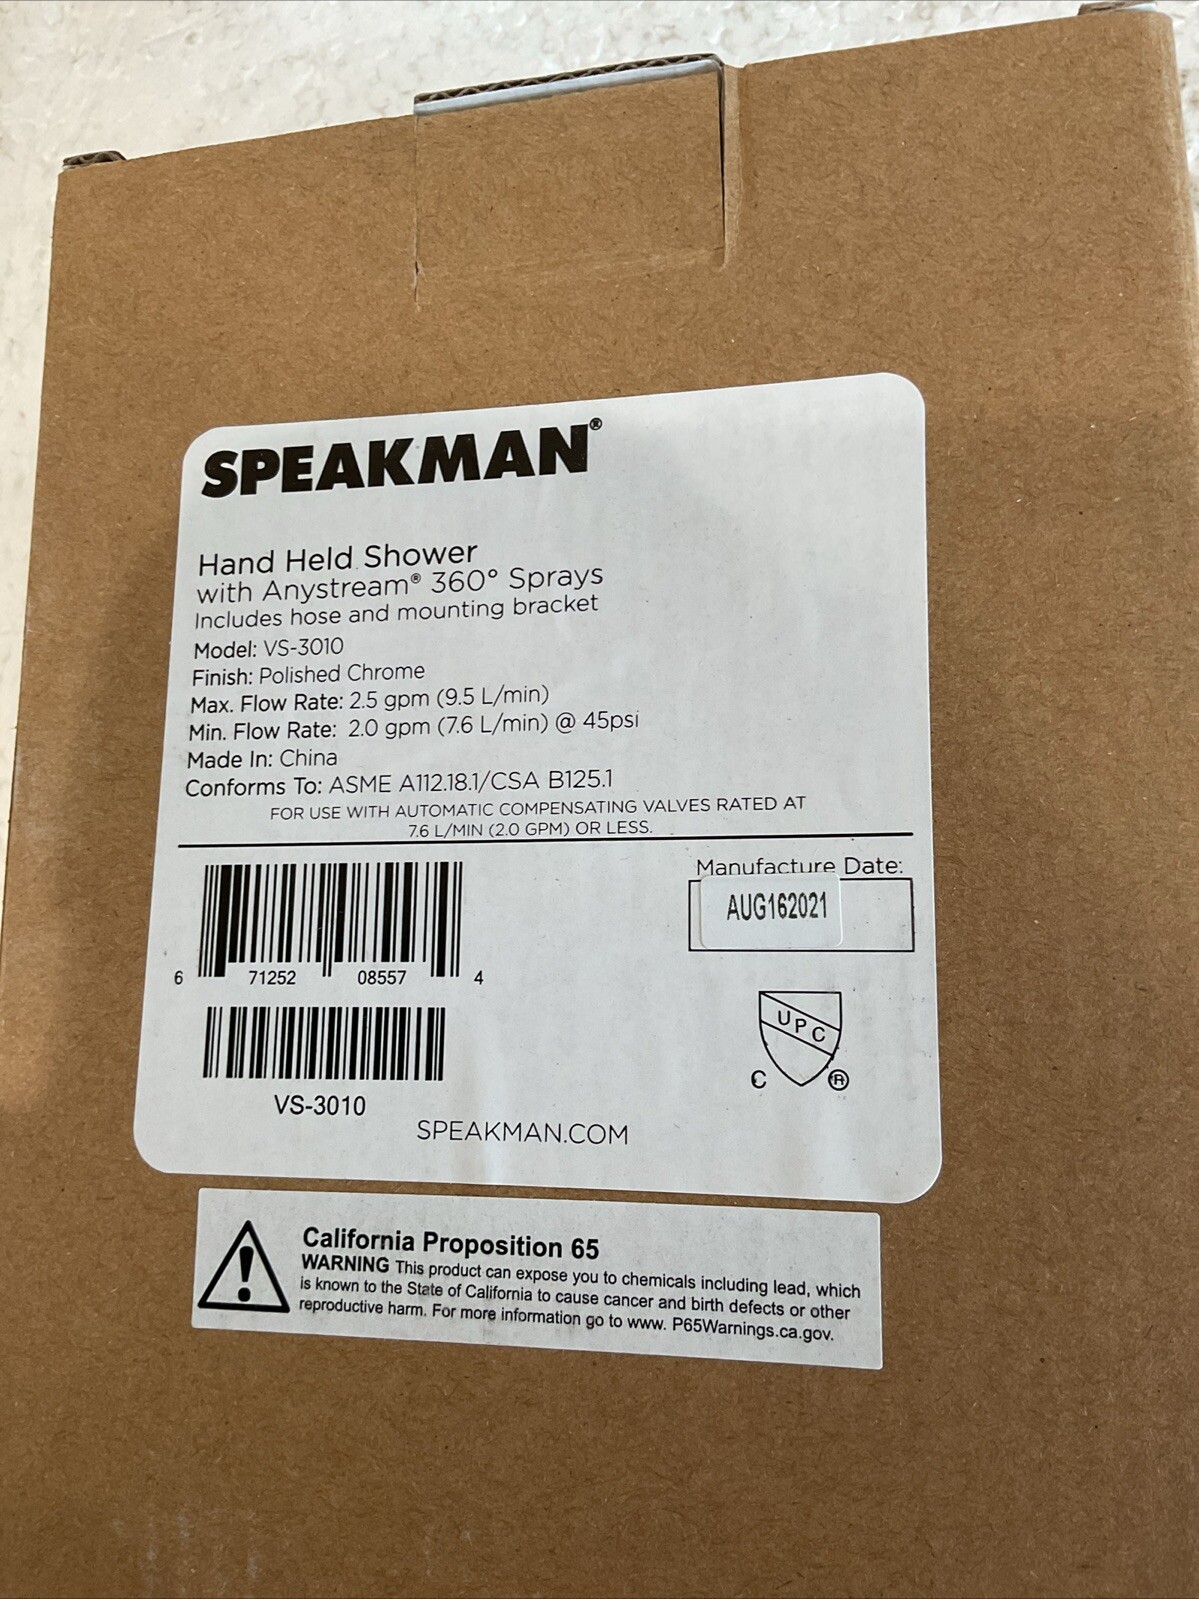 SPEAKMAN®
Hand Held Shower
with Anystream® 360° Sprays
Includes hose and mounting bracket
Model: VS-3010
Finish: Polished Chrome
Max. Flow Rate: 2.5 gpm (9.5 L/min)
Min. Flow Rate: 2.0 gpm (7.6 L/min) @ 45psi
Made In: China
Conforms To: ASME A112.18.1/CSA B125.1
FOR USE WITH AUTOMATIC COMPENSATING VALVES RATED AT
7.6 L/MIN (2.0 GPM) OR LESS.
Manufacture Date:
AUG162021
6 71252 08557 4
UPC
C ®
VS-3010
SPEAKMAN.COM
California Proposition 65
WARNING This product can expose you to chemicals including lead, which
is known to the State of California to cause cancer and birth defects or other
reproductive harm. For more information go to www. P65Warnings.ca.gov.